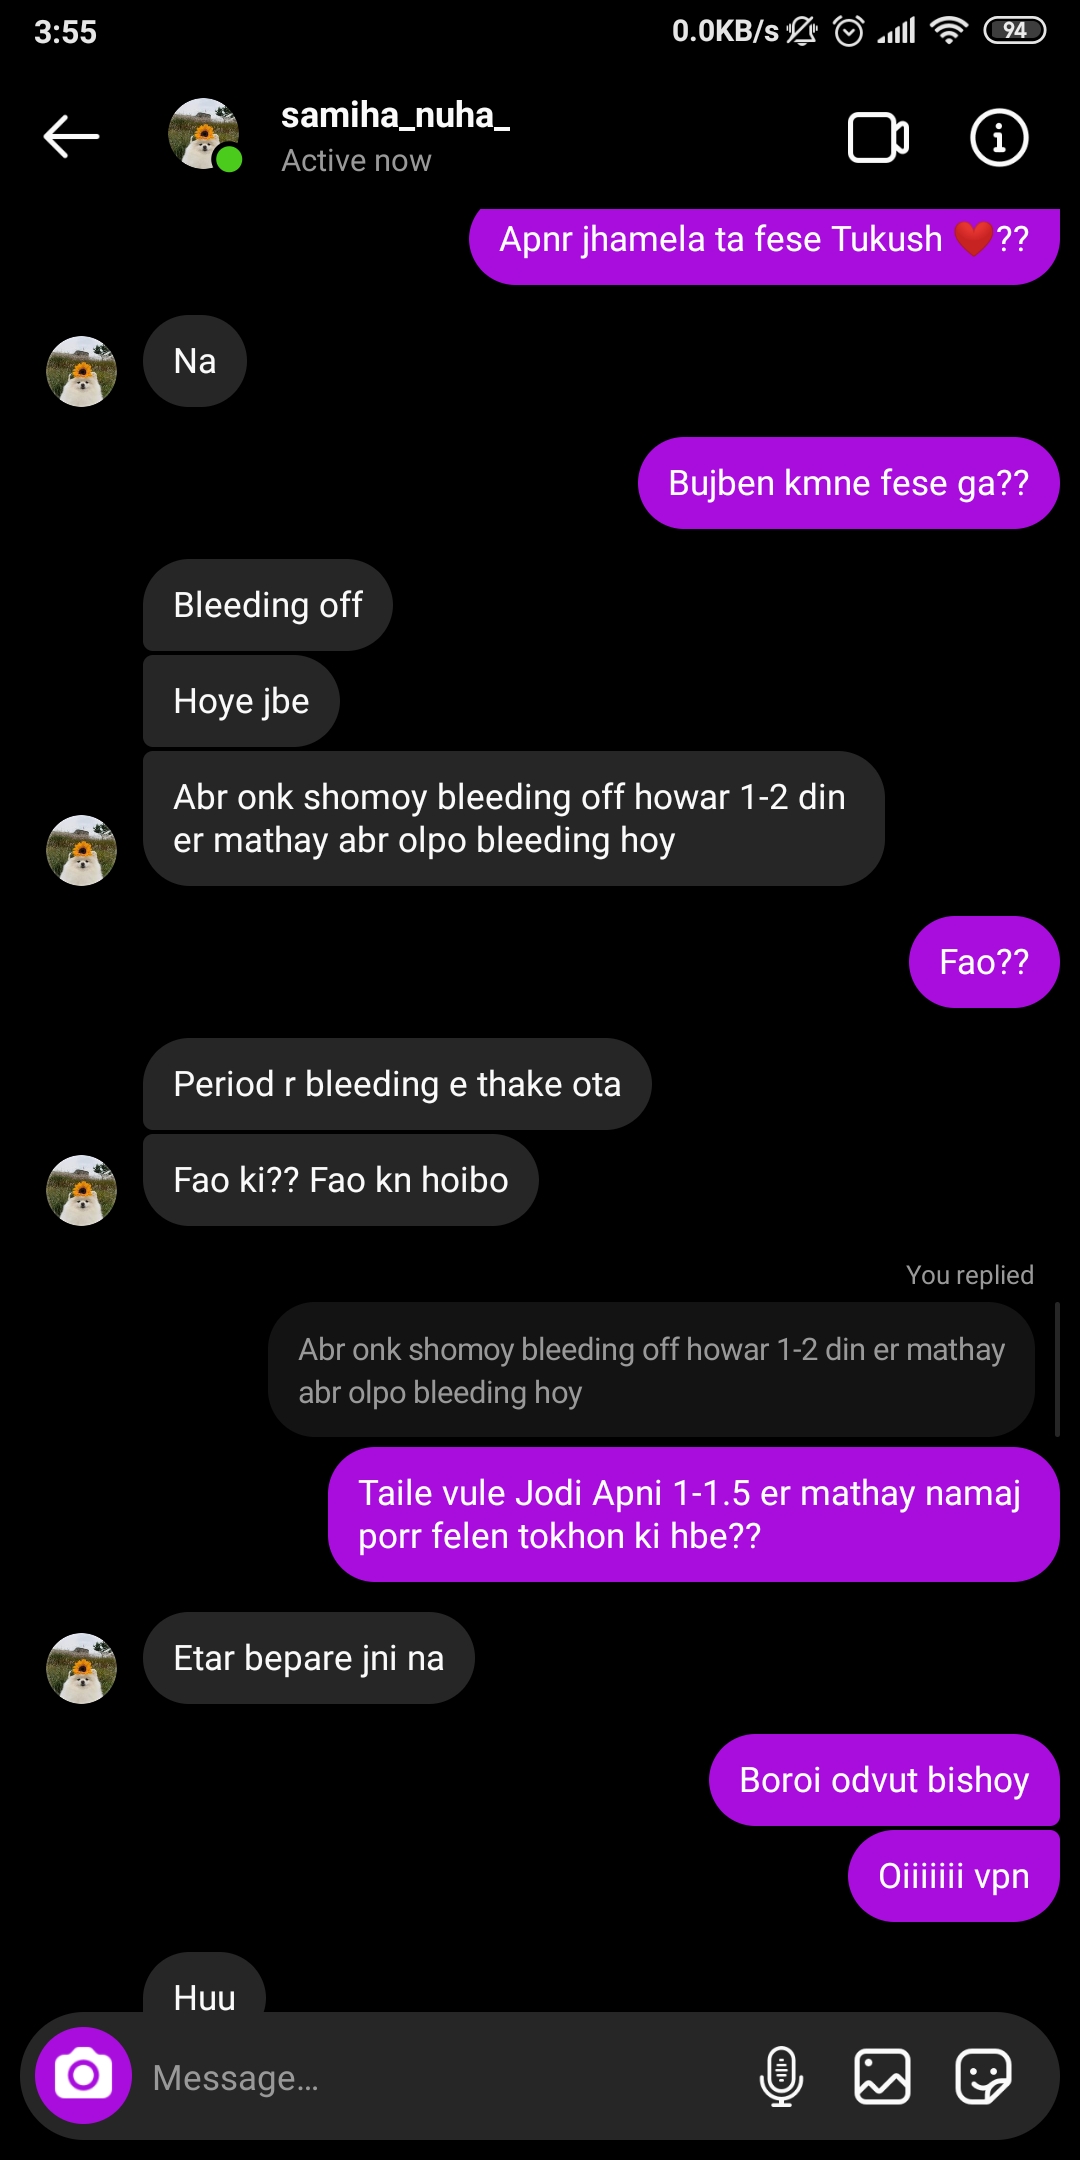 3:55 0.0KB/s 94
samiha_nuha_
Active now
Apnr jhamela ta fese Tukush ❤️??
Na
Bujben kmne fese ga??
Bleeding off
Hoye jbe
Abr onk shomoy bleeding off howar 1-2 din
er mathay abr olpo bleeding hoy
Fao??
Period r bleeding e thake ota
Fao ki?? Fao kn hoibo
You replied
Abr onk shomoy bleeding off howar 1-2 din er mathay
abr olpo bleeding hoy
Taile vule Jodi Apni 1-1.5 er mathay namaj
porr felen tokhon ki hbe??
Etar bepare jni na
Boroi odvut bishoy
Oiiiiiii vpn
Huu
Message...